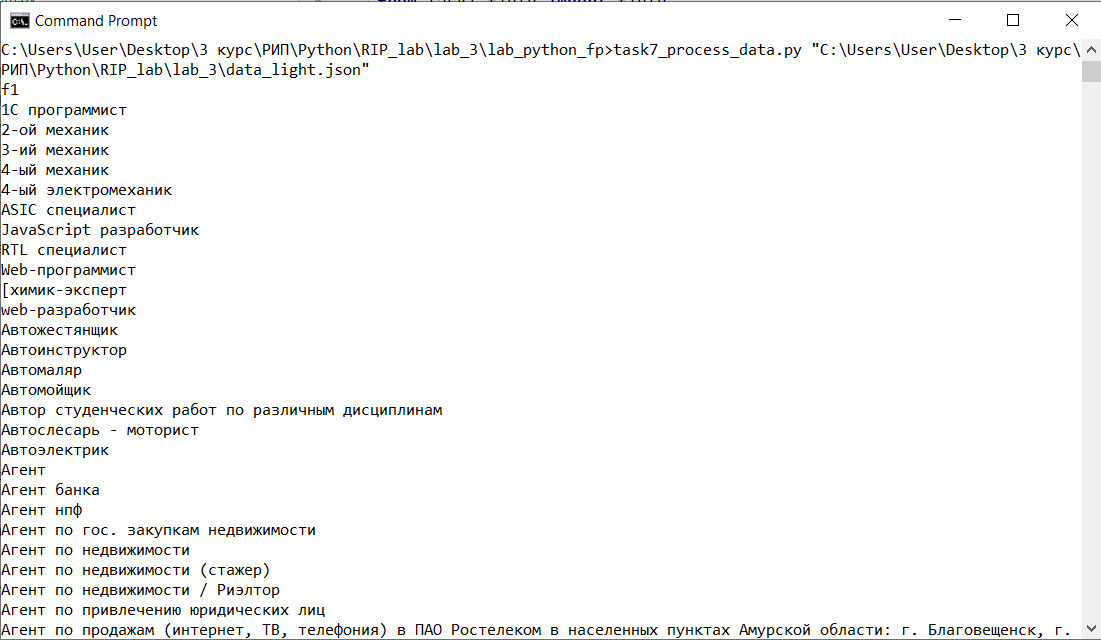 Command Prompt
C:\Users\User\Desktop\3 курс\РИП\Python\RIP_lab\lab_3\lab_python_fp>task7_process_data.py "C:\Users\User\Desktop\3 курс\
РИП\Python\RIP_lab\lab_3\data_light.json"
f1
1С программист
2-ой механик
3-ий механик
4-ый механик
4-ый электромеханик
ASIC специалист
JavaScript разработчик
RTL специалист
Web-программист
[химик-эксперт
web-разработчик
Автожестянщик
Автоинструктор
Автомаляр
Автомойщик
Автор студенческих работ по различным дисциплинам
Автослесарь - моторист
Автоэлектрик
Агент
Агент банка
Агент нпф
Агент по гос. закупкам недвижимости
Агент по недвижимости
Агент по недвижимости (стажер)
Агент по недвижимости / Риэлтор
Агент по привлечению юридических лиц
Агент по продажам (интернет, ТВ, телефония) в ПАО Ростелеком в населенных пунктах Амурской области: г. Благовещенск, г.